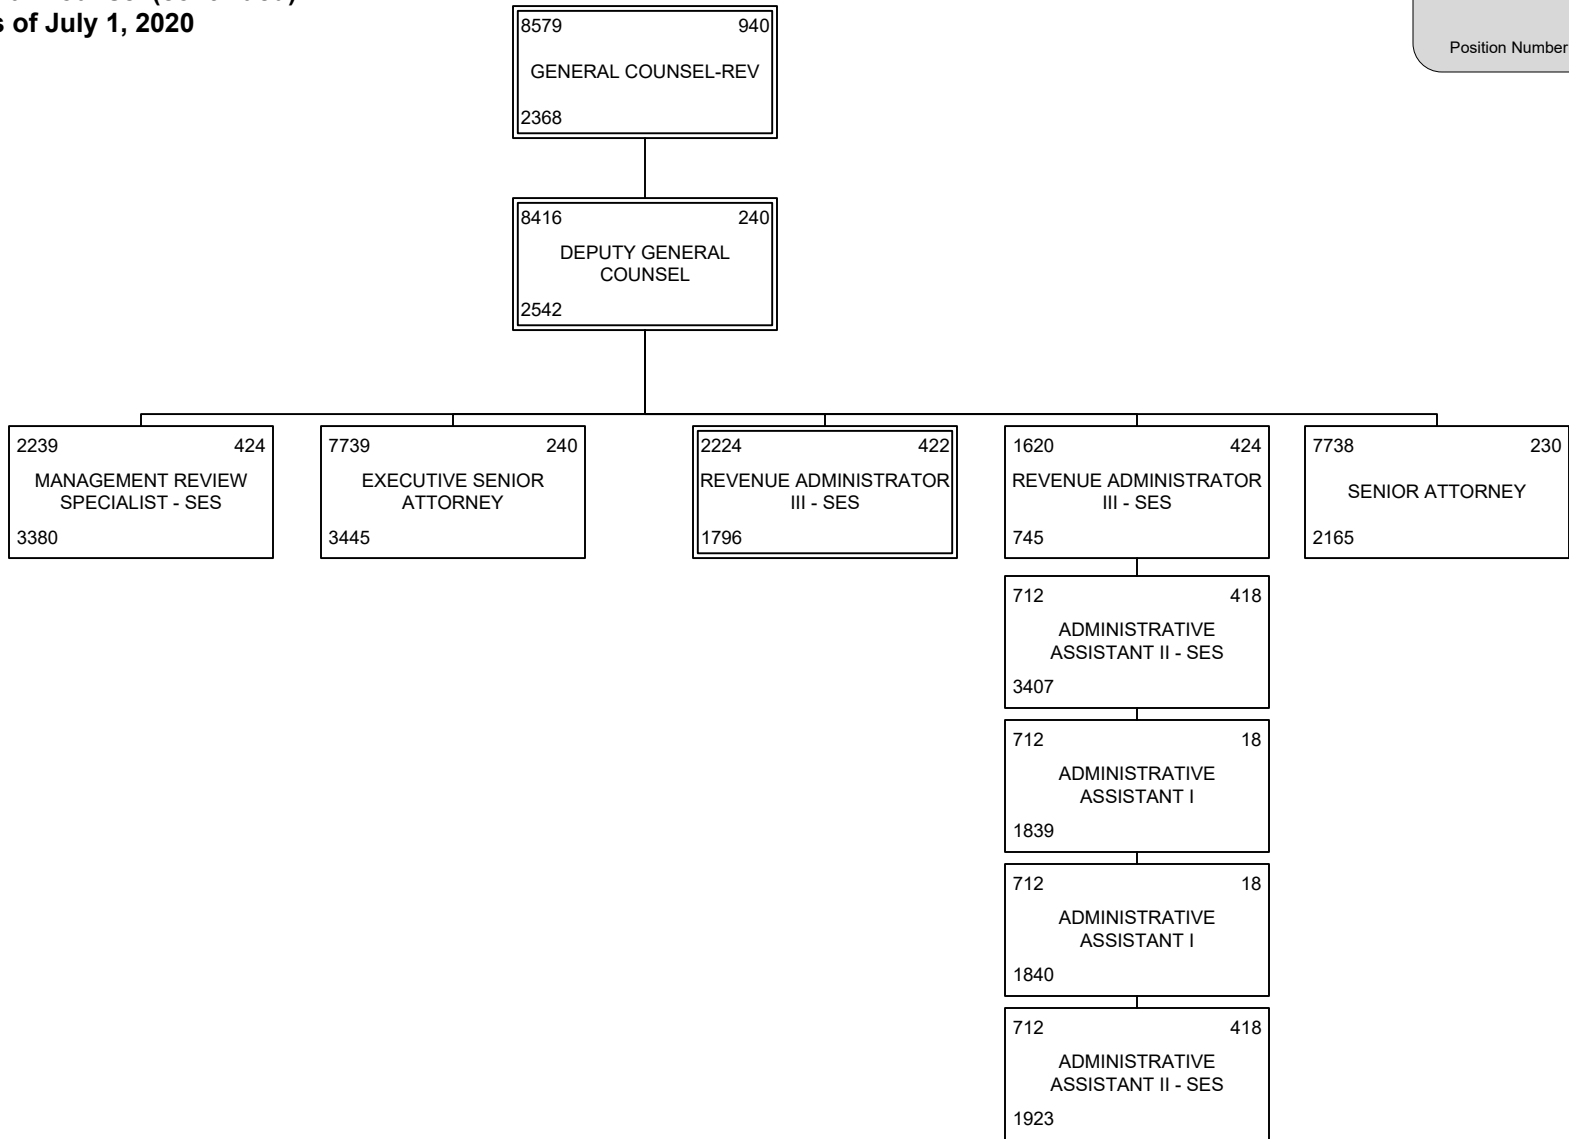 s of July 1, 2020
Position Number
8579 940
GENERAL COUNSEL-REV
2368
8416 240
DEPUTY GENERAL
COUNSEL
2542
2239 424
MANAGEMENT REVIEW
SPECIALIST - SES
3380
7739 240
EXECUTIVE SENIOR
ATTORNEY
3445
2224 422
REVENUE ADMINISTRATOR
III - SES
1796
1620 424
REVENUE ADMINISTRATOR
III - SES
745
7738 230
SENIOR ATTORNEY
2165
712 418
ADMINISTRATIVE
ASSISTANT II - SES
3407
712 18
ADMINISTRATIVE
ASSISTANT I
1839
712 18
ADMINISTRATIVE
ASSISTANT I
1840
712 418
ADMINISTRATIVE
ASSISTANT II - SES
1923